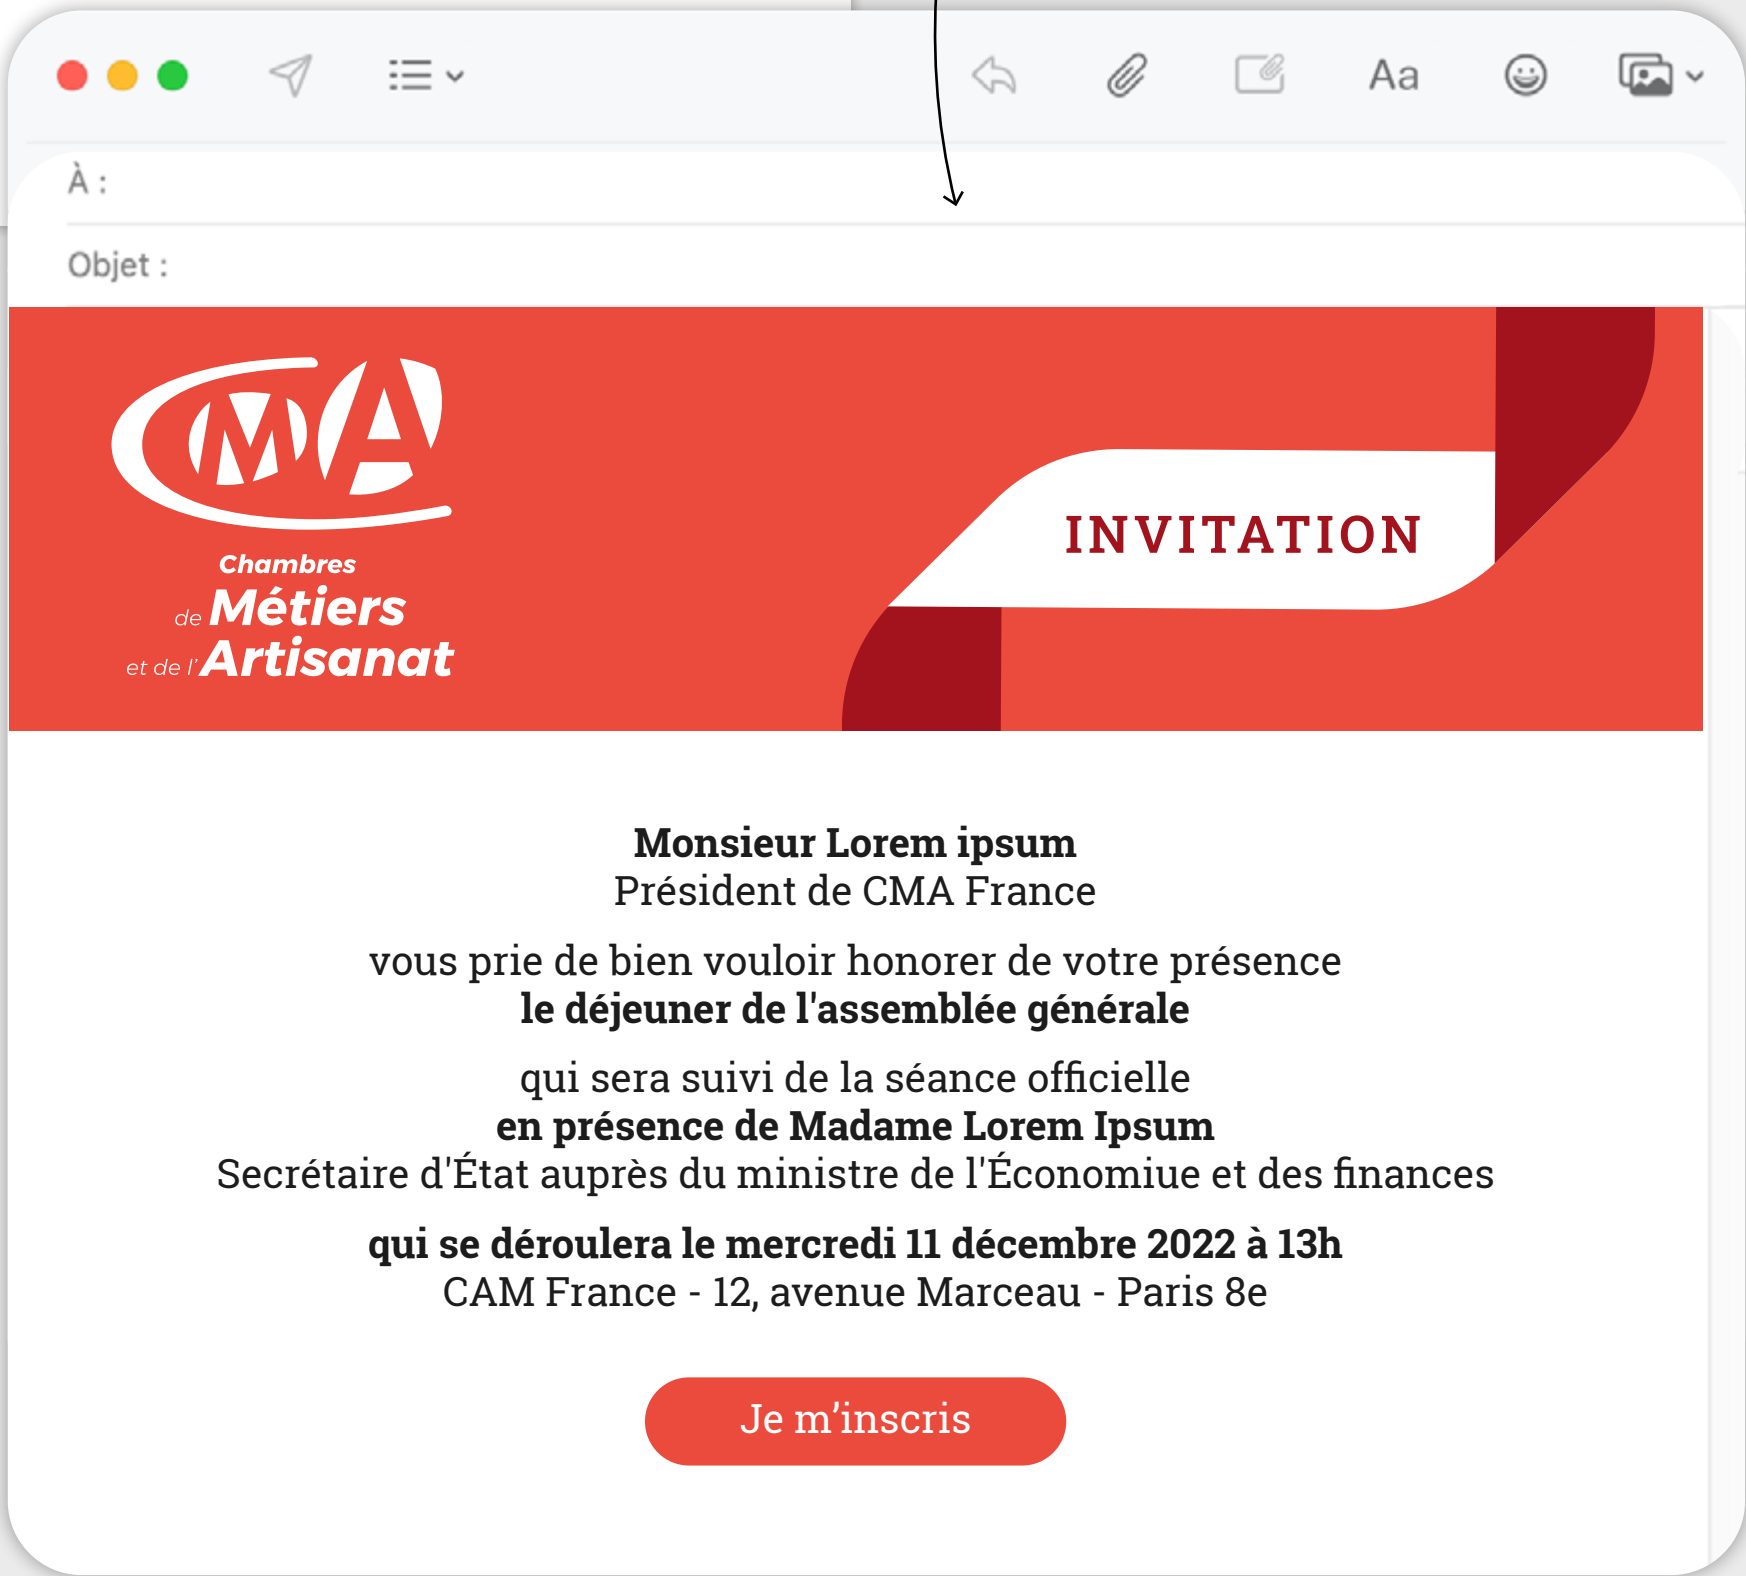 Aa
À :
Objet :
CMA
Chambres
de Métiers
et de l'Artisanat
INVITATION
Monsieur Lorem ipsum
Président de CMA France
vous prie de bien vouloir honorer de votre présence
le déjeuner de l'assemblée générale
qui sera suivi de la séance officielle
en présence de Madame Lorem Ipsum
Secrétaire d'État auprès du ministre de l'Économiue et des finances
qui se déroulera le mercredi 11 décembre 2022 à 13h
CAM France - 12, avenue Marceau - Paris 8e
Je m’inscris